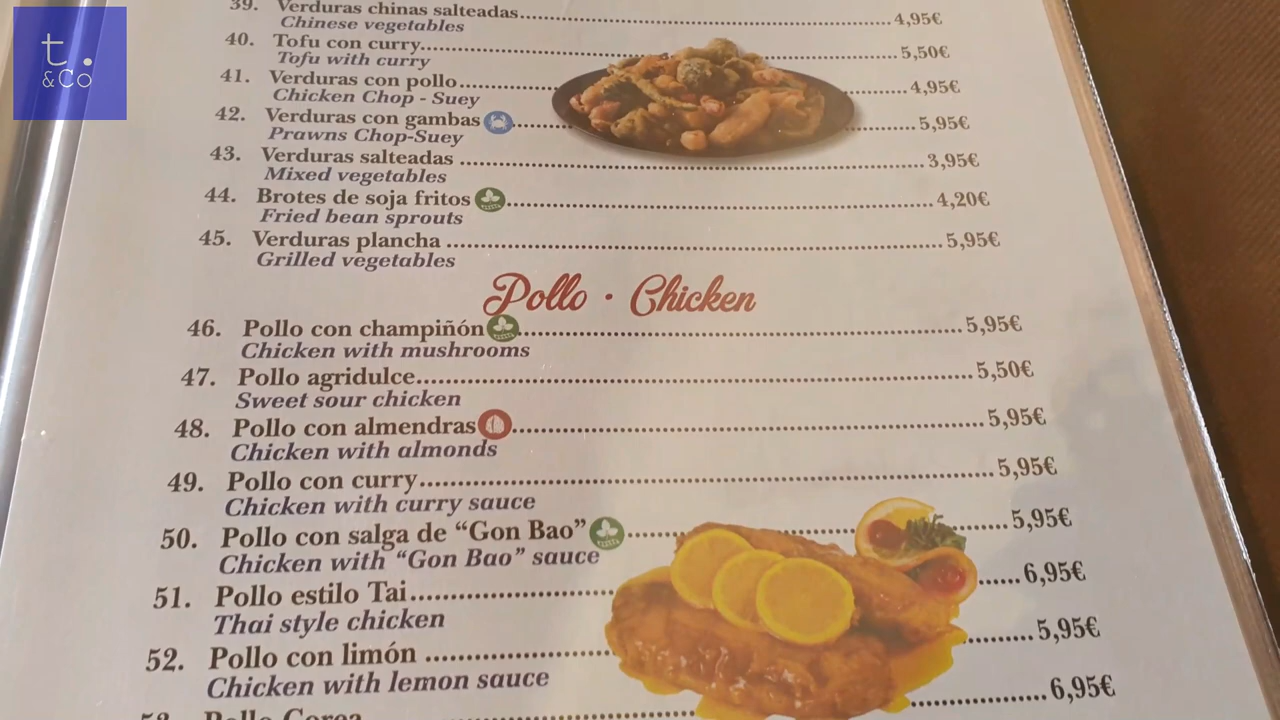 t.
&Co
39. Verduras chinas salteadas........ 4,95€
Chinese vegetables
40. Tofu con curry........ 5,50€
Tofu with curry
41. Verduras con pollo........ 4,95€
Chicken Chop - Suey
42. Verduras con gambas........ 5,95€
Prawns Chop-Suey
43. Verduras salteadas ........ 3,95€
Mixed vegetables
44. Brotes de soja fritos........ 4,20€
Fried bean sprouts
45. Verduras plancha ........ 5,95€
Grilled vegetables
Pollo · Chicken
46. Pollo con champiñón........ 5,95€
Chicken with mushrooms
47. Pollo agridulce........ 5,50€
Sweet sour chicken
48. Pollo con almendras........ 5,95€
Chicken with almonds
49. Pollo con curry........ 5,95€
Chicken with curry sauce
50. Pollo con salga de “Gon Bao” ........ 5,95€
Chicken with “Gon Bao” sauce
51. Pollo estilo Tai........ 6,95€
Thai style chicken
52. Pollo con limón ........ 5,95€
Chicken with lemon sauce
53. Pollo Corea ........ 6,95€